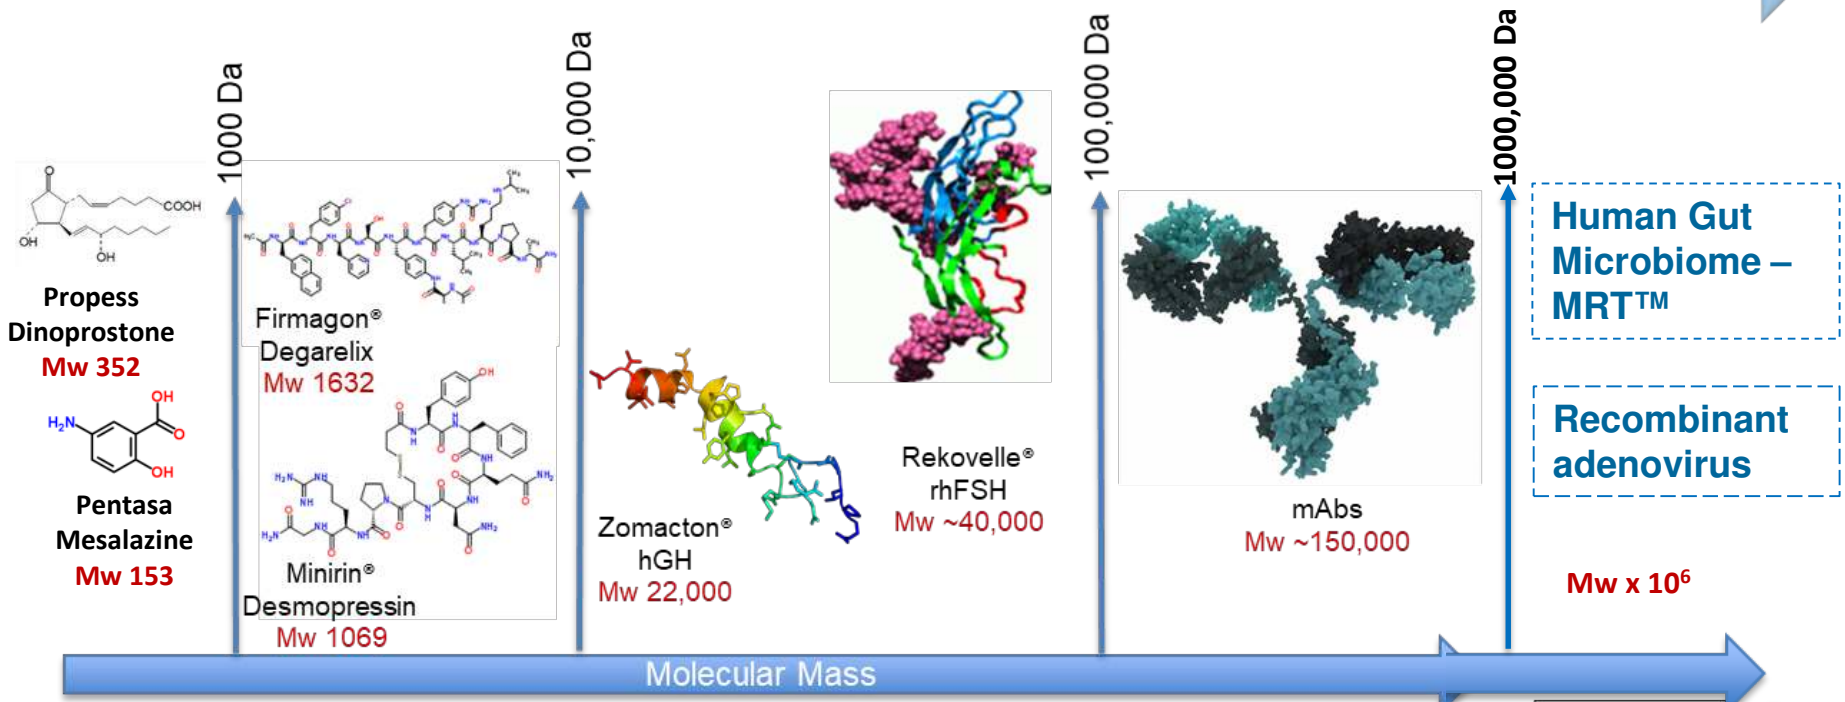 1000 Da
10,000 Da
100,000 Da
1000,000 Da
O
COOH
OH
OH
Propess
Dinoprostone
Mw 352
H₂N
OH
O
OH
Pentasa
Mesalazine
Mw 153
Firmagon®
Degarelix
Mw 1632
Minirin®
Desmopressin
Mw 1069
Zomacton®
hGH
Mw 22,000
Rekovelle®
rhFSH
Mw ~40,000
mAbs
Mw ~150,000
Human Gut
Microbiome –
MRT™
Recombinant
adenovirus
Mw x 10⁶
Molecular Mass